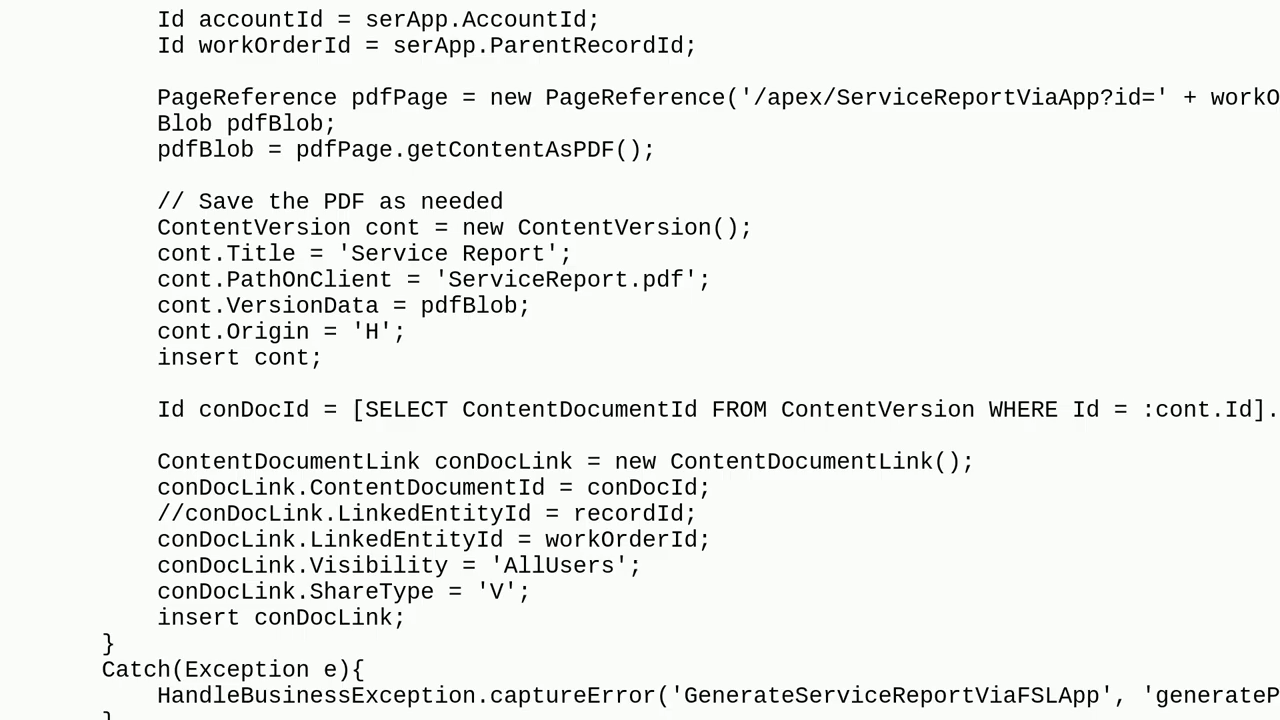 Id accountId = serApp.AccountId;
Id workOrderId = serApp.ParentRecordId;
PageReference pdfPage = new PageReference('/apex/ServiceReportViaApp?id=' + workO
Blob pdfBlob;
pdfBlob = pdfPage.getContentAsPDF();
// Save the PDF as needed
ContentVersion cont = new ContentVersion();
cont.Title = 'Service Report';
cont.PathOnClient = 'ServiceReport.pdf';
cont.VersionData = pdfBlob;
cont.Origin = 'H';
insert cont;
Id conDocId = [SELECT ContentDocumentId FROM ContentVersion WHERE Id = :cont.Id].
ContentDocumentLink conDocLink = new ContentDocumentLink();
conDocLink.ContentDocumentId = conDocId;
//conDocLink.LinkedEntityId = recordId;
conDocLink.LinkedEntityId = workOrderId;
conDocLink.Visibility = 'AllUsers';
conDocLink.ShareType = 'V';
insert conDocLink;
}
Catch(Exception e){
HandleBusinessException.captureError('GenerateServiceReportViaFSLApp', 'generateP
}